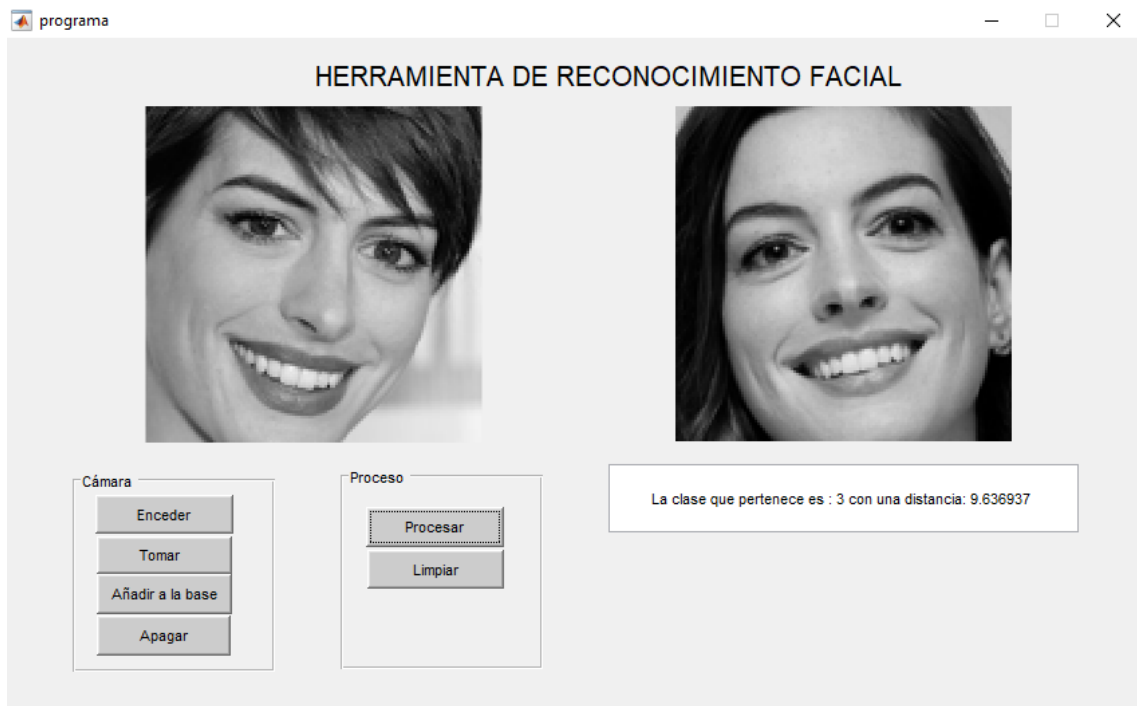 programa
HERRAMIENTA DE RECONOCIMIENTO FACIAL
Cámara
Enceder
Tomar
Añadir a la base
Apagar
Proceso
Procesar
Limpiar
La clase que pertenece es : 3 con una distancia: 9.636937